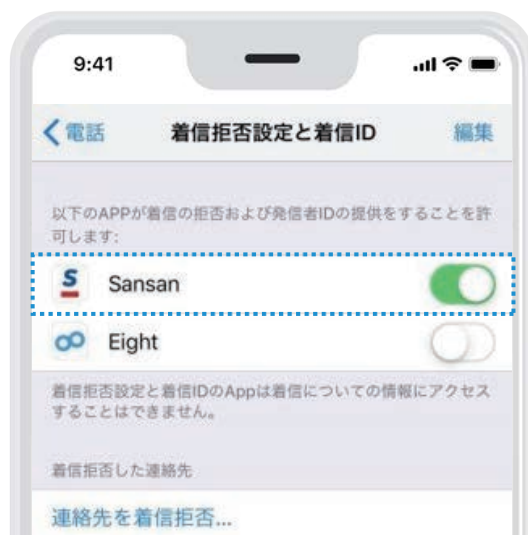 9:41
電話 着信拒否設定と着信ID 編集
以下のAPPが着信の拒否および発信者IDの提供をすることを許
可します:
S Sansan
Eight
着信拒否設定と着信IDのAppは着信についての情報にアクセス
することはできません。
着信拒否した連絡先
連絡先を着信拒否...